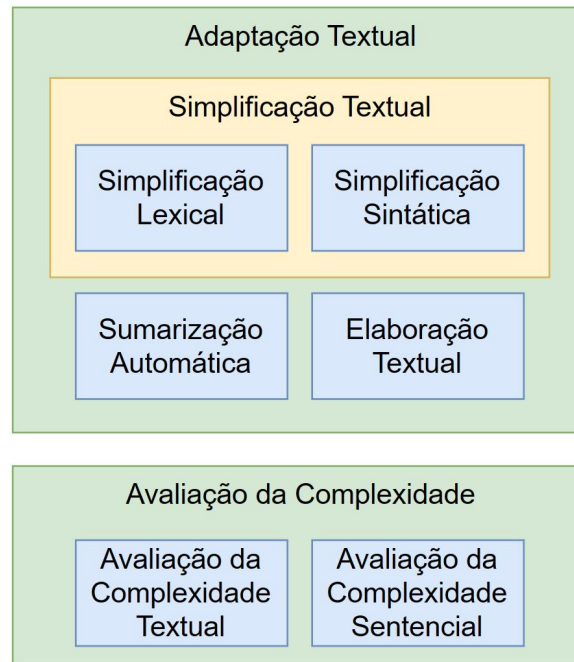 Adaptação Textual
Simplificação Textual
Simplificação
Lexical
Simplificação
Sintática
Sumarização
Automática
Elaboração
Textual
Avaliação da Complexidade
Avaliação da
Complexidade
Textual
Avaliação da
Complexidade
Sentencial